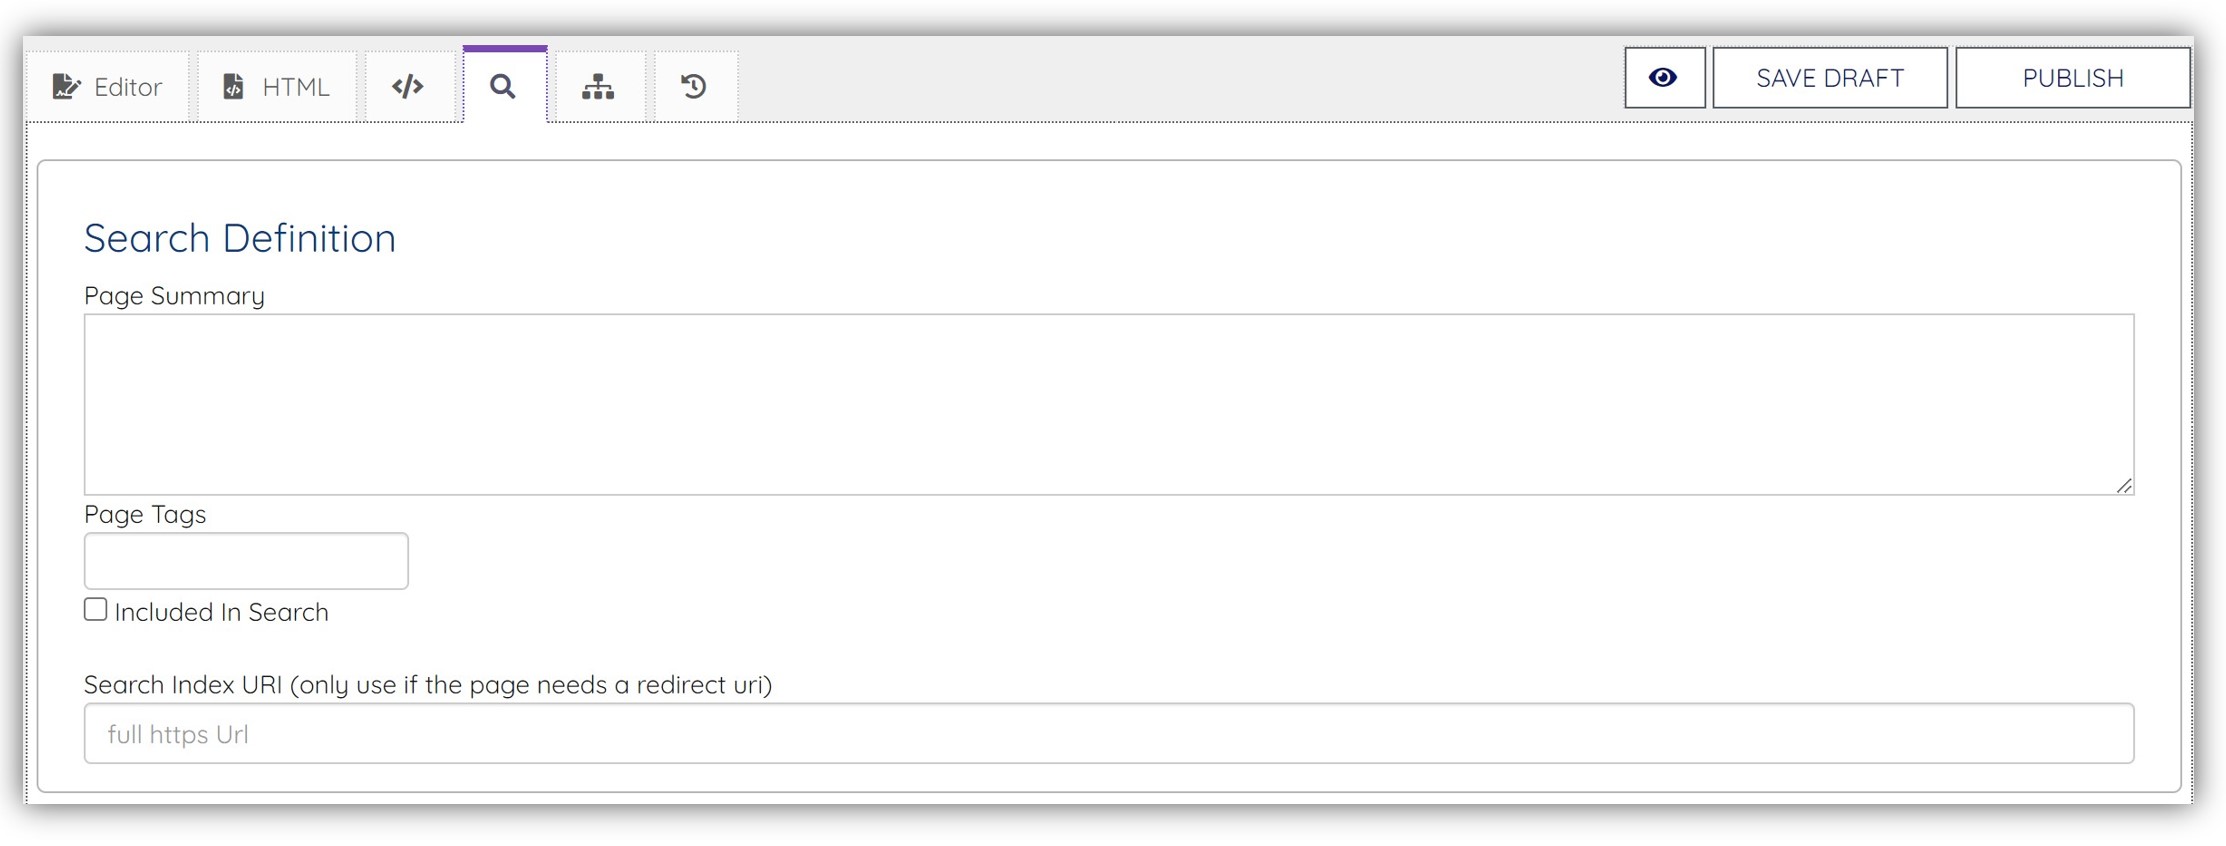 Editor HTML SAVE DRAFT PUBLISH
Search Definition
Page Summary
Page Tags
Included In Search
Search Index URI (only use if the page needs a redirect uri)
full https Url